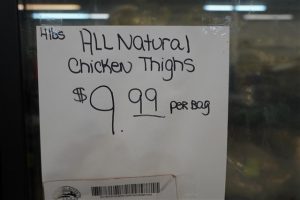 4lbs
All Natural
Chicken Thighs
$9.99 per Bag